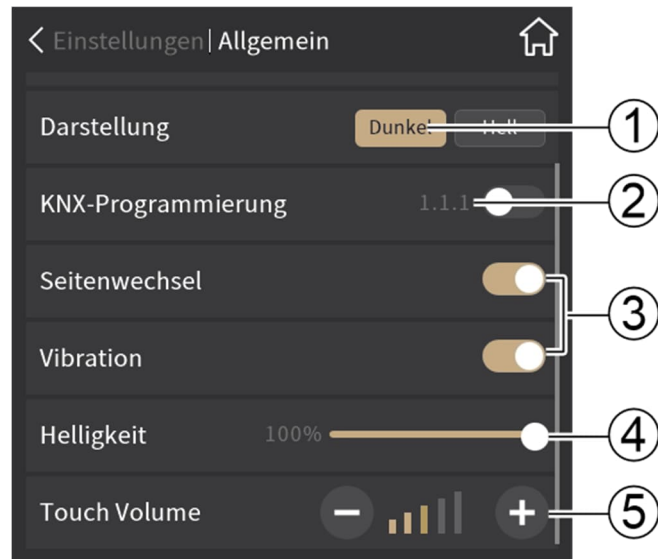 Einstellungen | Allgemein
Darstellung Dunkel Hell 1
KNX-Programmierung 1.1.1 2
Seitenwechsel
3
Vibration
Helligkeit 100% 4
Touch Volume 5